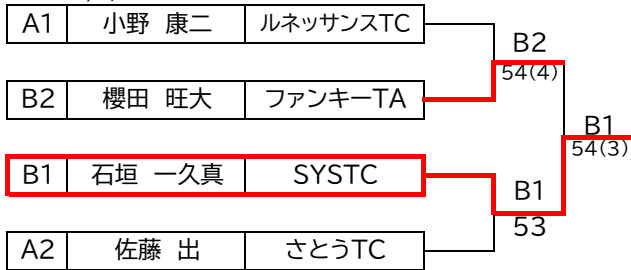 A1 小野 康二 ルネッサンスTC
B2
54(4)
B2 櫻田 旺大 ファンキーTA
B1
54(3)
B1 石垣 一久真 SYSTC
B1
53
A2 佐藤 出 さとうTC